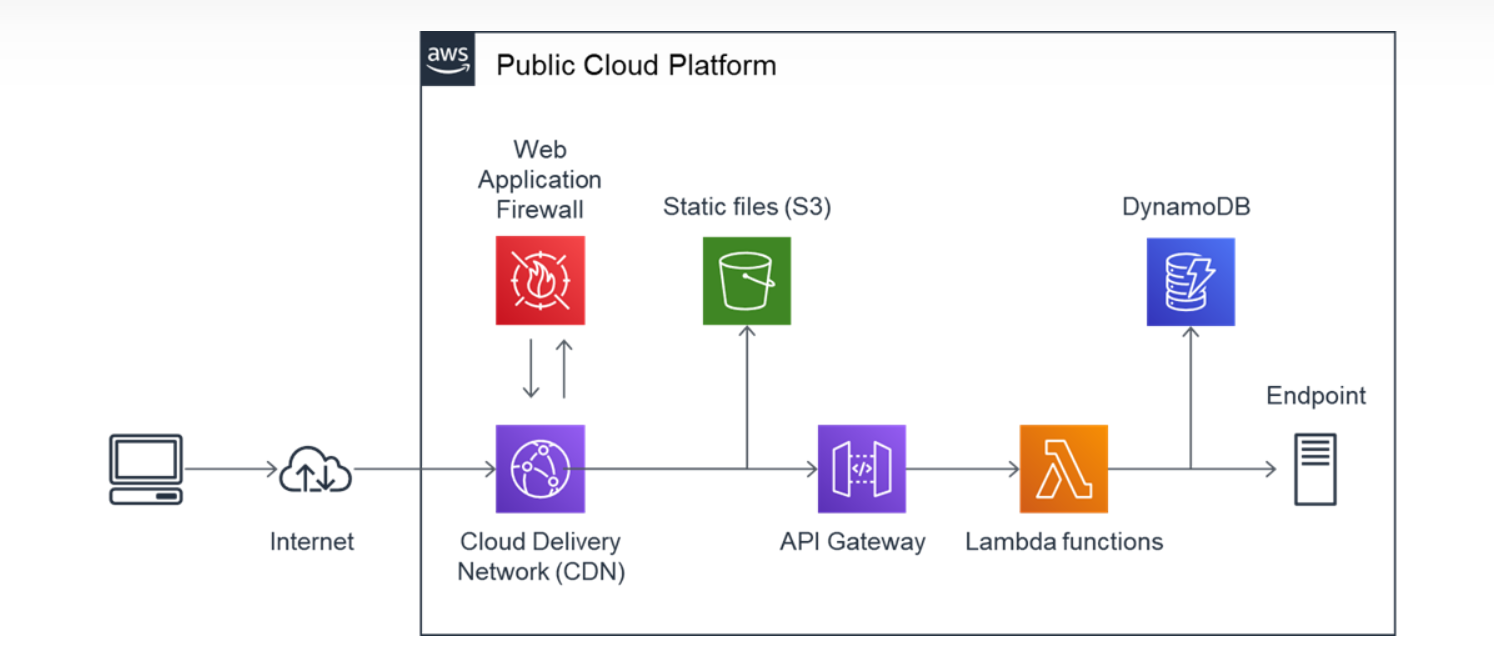 aws
Public Cloud Platform
Web
Application
Firewall
Static files (S3)
DynamoDB
Endpoint
</>
Internet
Cloud Delivery
Network (CDN)
API Gateway
Lambda functions